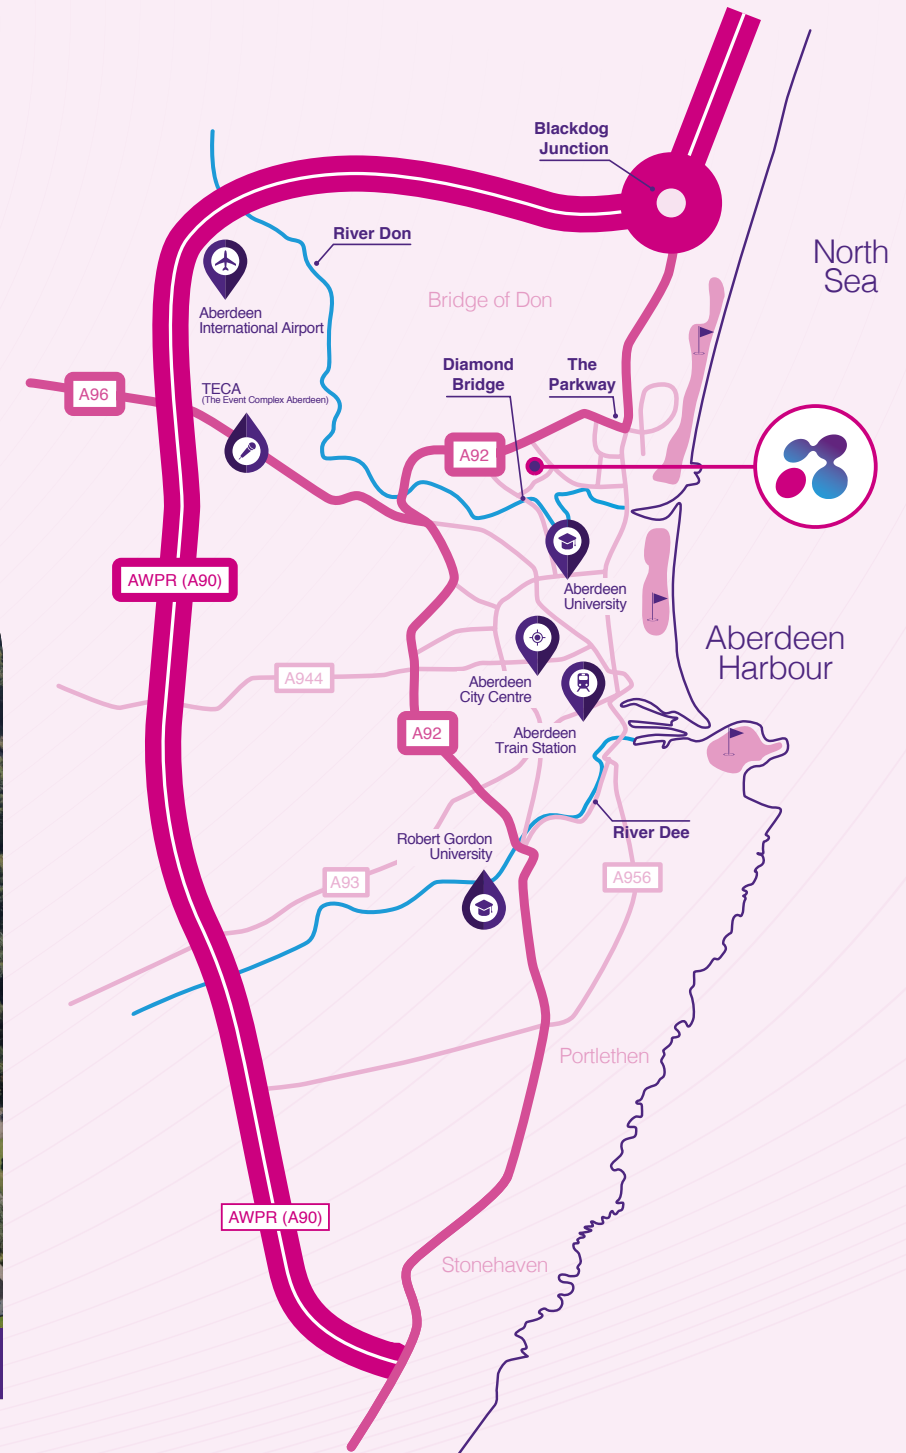 Blackdog
Junction
River Don
North
Sea
Aberdeen
International Airport
Bridge of Don
Diamond
Bridge
The
Parkway
A96
TECA
(The Event Complex Aberdeen)
A92
AWPR (A90)
Aberdeen
University
Aberdeen
Harbour
A944
Aberdeen
City Centre
A92
Aberdeen
Train Station
River Dee
Robert Gordon
University
A93
A956
Portlethen
AWPR (A90)
Stonehaven